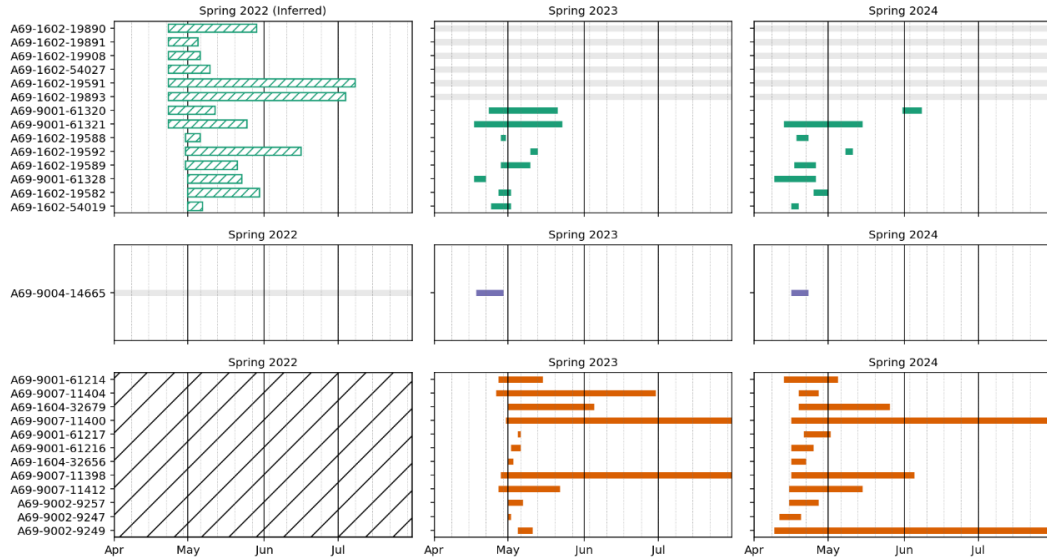 Spring 2022 (Inferred) Spring 2023 Spring 2024
A69-1602-19890
A69-1602-19891
A69-1602-19908
A69-1602-54027
A69-1602-19591
A69-1602-19893
A69-9001-61320
A69-9001-61321
A69-1602-19588
A69-1602-19592
A69-1602-19589
A69-9001-61328
A69-1602-19582
A69-1602-54019
Spring 2022 Spring 2023 Spring 2024
A69-9004-14665
Spring 2022 Spring 2023 Spring 2024
A69-9001-61214
A69-9007-11404
A69-1604-32679
A69-9007-11400
A69-9001-61217
A69-9001-61216
A69-1604-32656
A69-9007-11398
A69-9007-11412
A69-9002-9257
A69-9002-9247
A69-9002-9249
Apr May Jun Jul Apr May Jun Jul Apr May Jun Jul